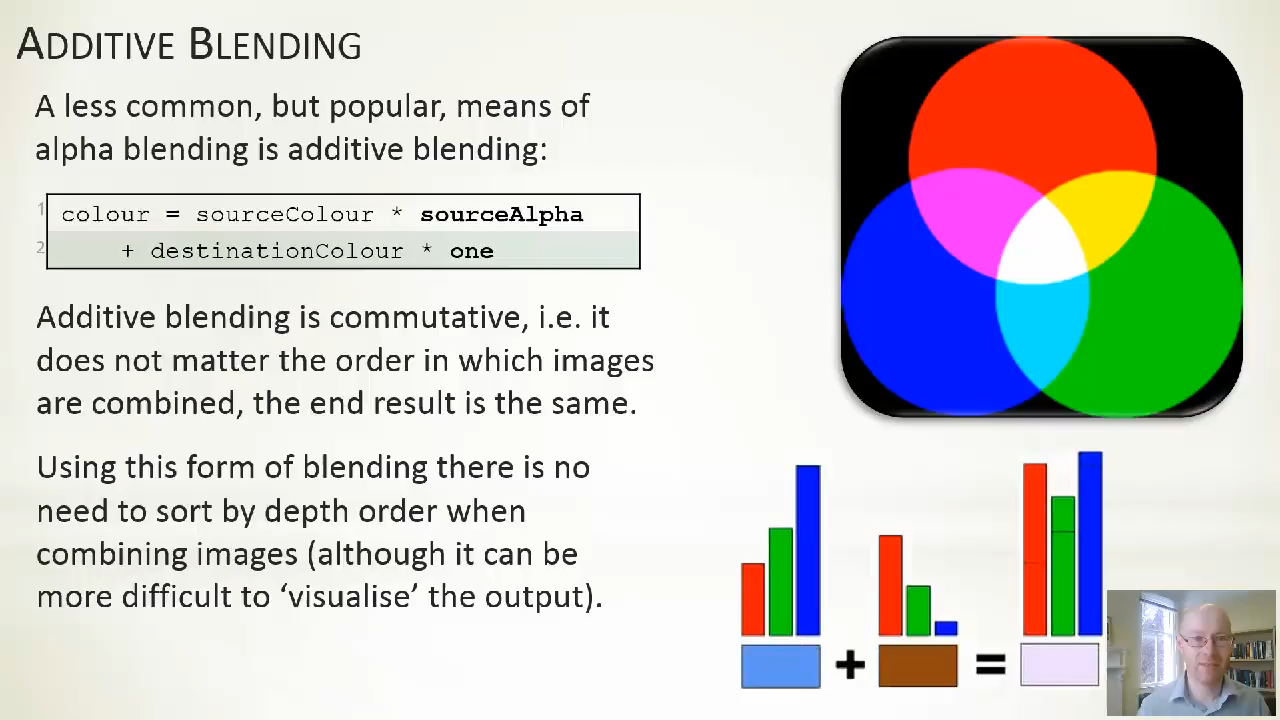 ADDITIVE BLENDING
A less common, but popular, means of
alpha blending is additive blending:
1 colour = sourceColour * sourceAlpha
2 + destinationColour * one
Additive blending is commutative, i.e. it
does not matter the order in which images
are combined, the end result is the same.
Using this form of blending there is no
need to sort by depth order when
combining images (although it can be
more difficult to ‘visualise’ the output).
+ =